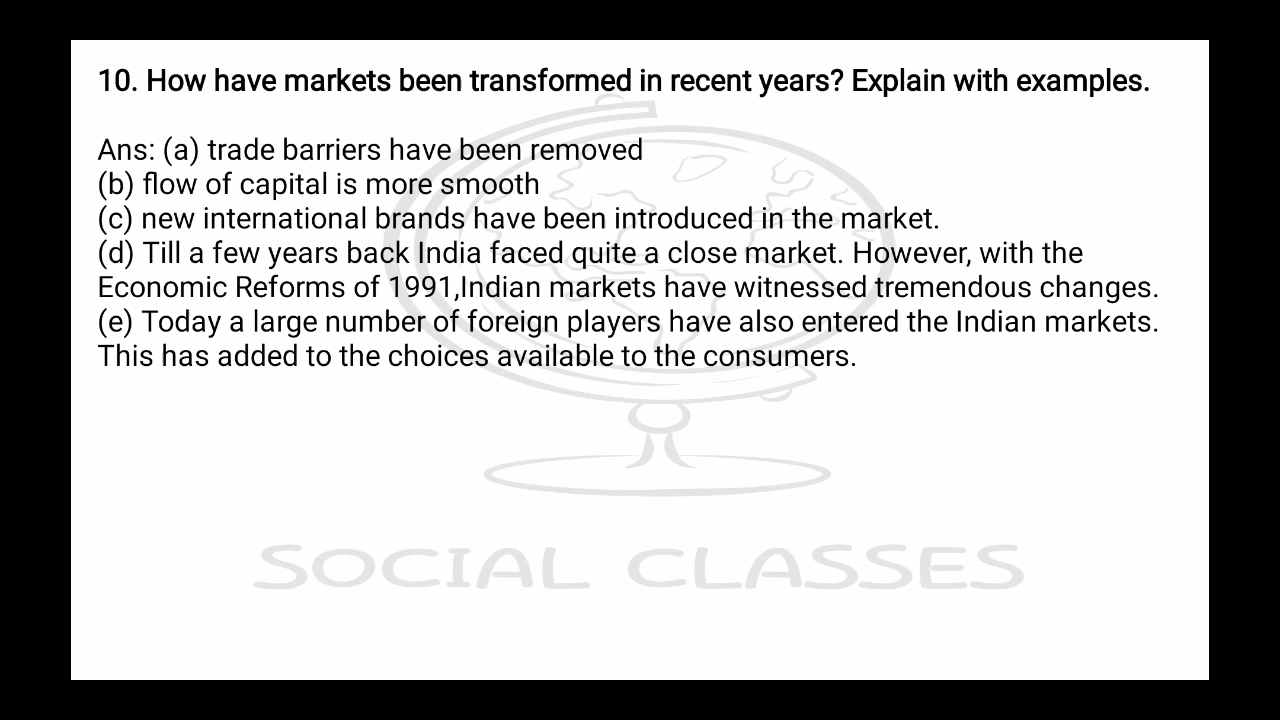 10. How have markets been transformed in recent years? Explain with examples.
Ans: (a) trade barriers have been removed
(b) flow of capital is more smooth
(c) new international brands have been introduced in the market.
(d) Till a few years back India faced quite a close market. However, with the
Economic Reforms of 1991,Indian markets have witnessed tremendous changes.
(e) Today a large number of foreign players have also entered the Indian markets.
This has added to the choices available to the consumers.
SOCIAL CLASSES